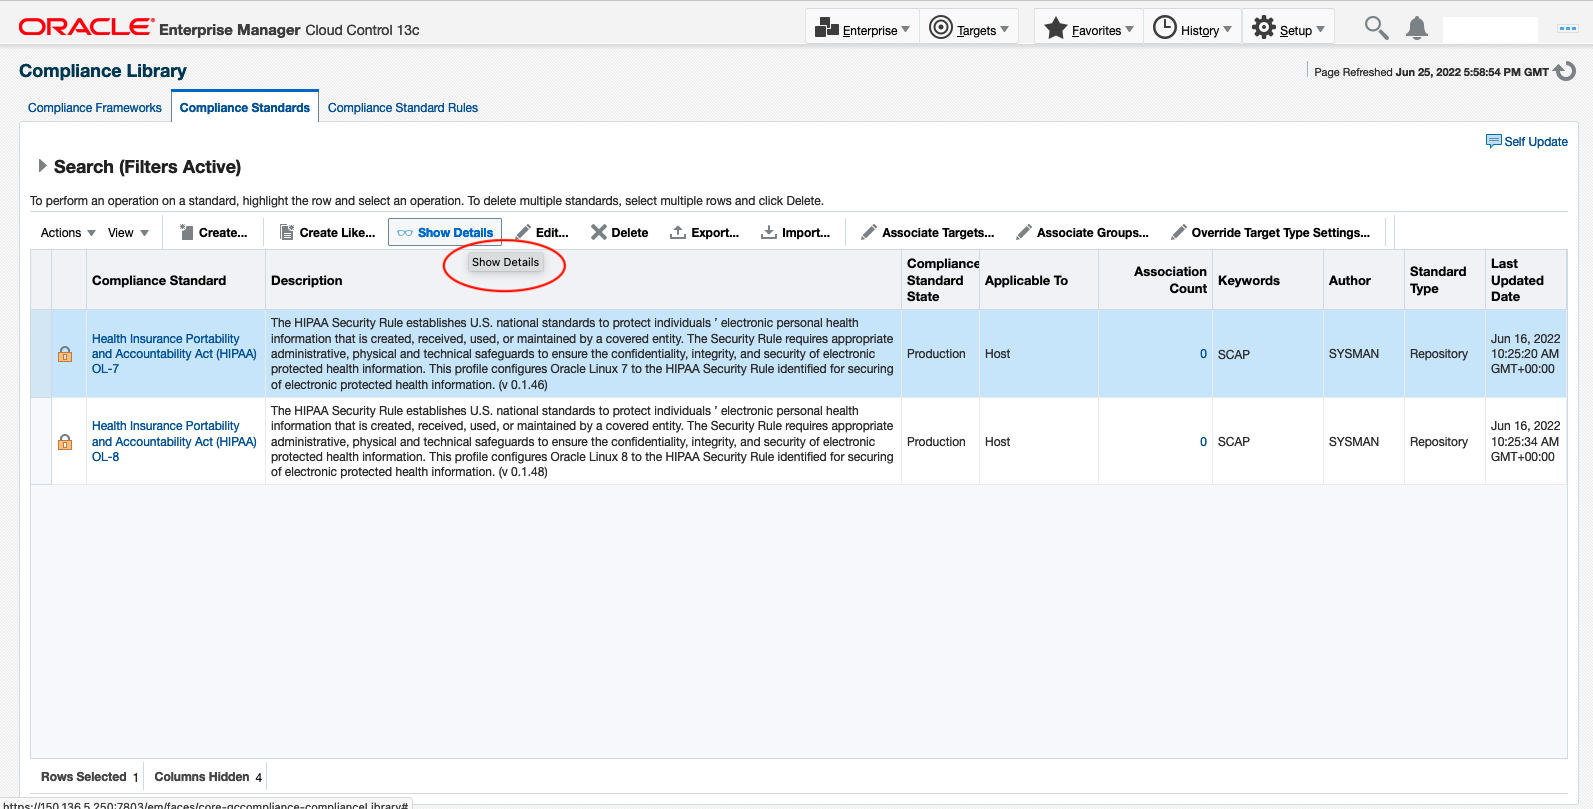 ORACLE Enterprise Manager Cloud Control 13c
Enterprise Targets Favorites History Setup
Compliance Library
Page Refreshed Jun 25, 2022 5:58:54 PM GMT
Compliance Frameworks Compliance Standards Compliance Standard Rules
Self Update
Search (Filters Active)
To perform an operation on a standard, highlight the row and select an operation. To delete multiple standards, select multiple rows and click Delete.
Actions View Create... Create Like... Show Details Edit... Delete Export... Import... Associate Targets... Associate Groups... Override Target Type Settings...
Show Details
Compliance Standard
Description
Compliance
Standard
State
Applicable To
Association
Count
Keywords
Author
Standard
Type
Last
Updated
Date
Health Insurance Portability
and Accountability Act (HIPAA)
OL-7
The HIPAA Security Rule establishes U.S. national standards to protect individuals ' electronic personal health
information that is created, received, used, or maintained by a covered entity. The Security Rule requires appropriate
administrative, physical and technical safeguards to ensure the confidentiality, integrity, and security of electronic
protected health information. This profile configures Oracle Linux 7 to the HIPAA Security Rule identified for securing
of electronic protected health information. (v 0.1.46)
Production
Host
0
SCAP
SYSMAN
Repository
Jun 16, 2022
10:25:20 AM
GMT+00:00
Health Insurance Portability
and Accountability Act (HIPAA)
OL-8
The HIPAA Security Rule establishes U.S. national standards to protect individuals ' electronic personal health
information that is created, received, used, or maintained by a covered entity. The Security Rule requires appropriate
administrative, physical and technical safeguards to ensure the confidentiality, integrity, and security of electronic
protected health information. This profile configures Oracle Linux 8 to the HIPAA Security Rule identified for securing
of electronic protected health information. (v 0.1.48)
Production
Host
0
SCAP
SYSMAN
Repository
Jun 16, 2022
10:25:34 AM
GMT+00:00
Rows Selected 1 Columns Hidden 4
https://150.136.5.250:7803/em/faces/core-gccompliance-complianceLibrary#